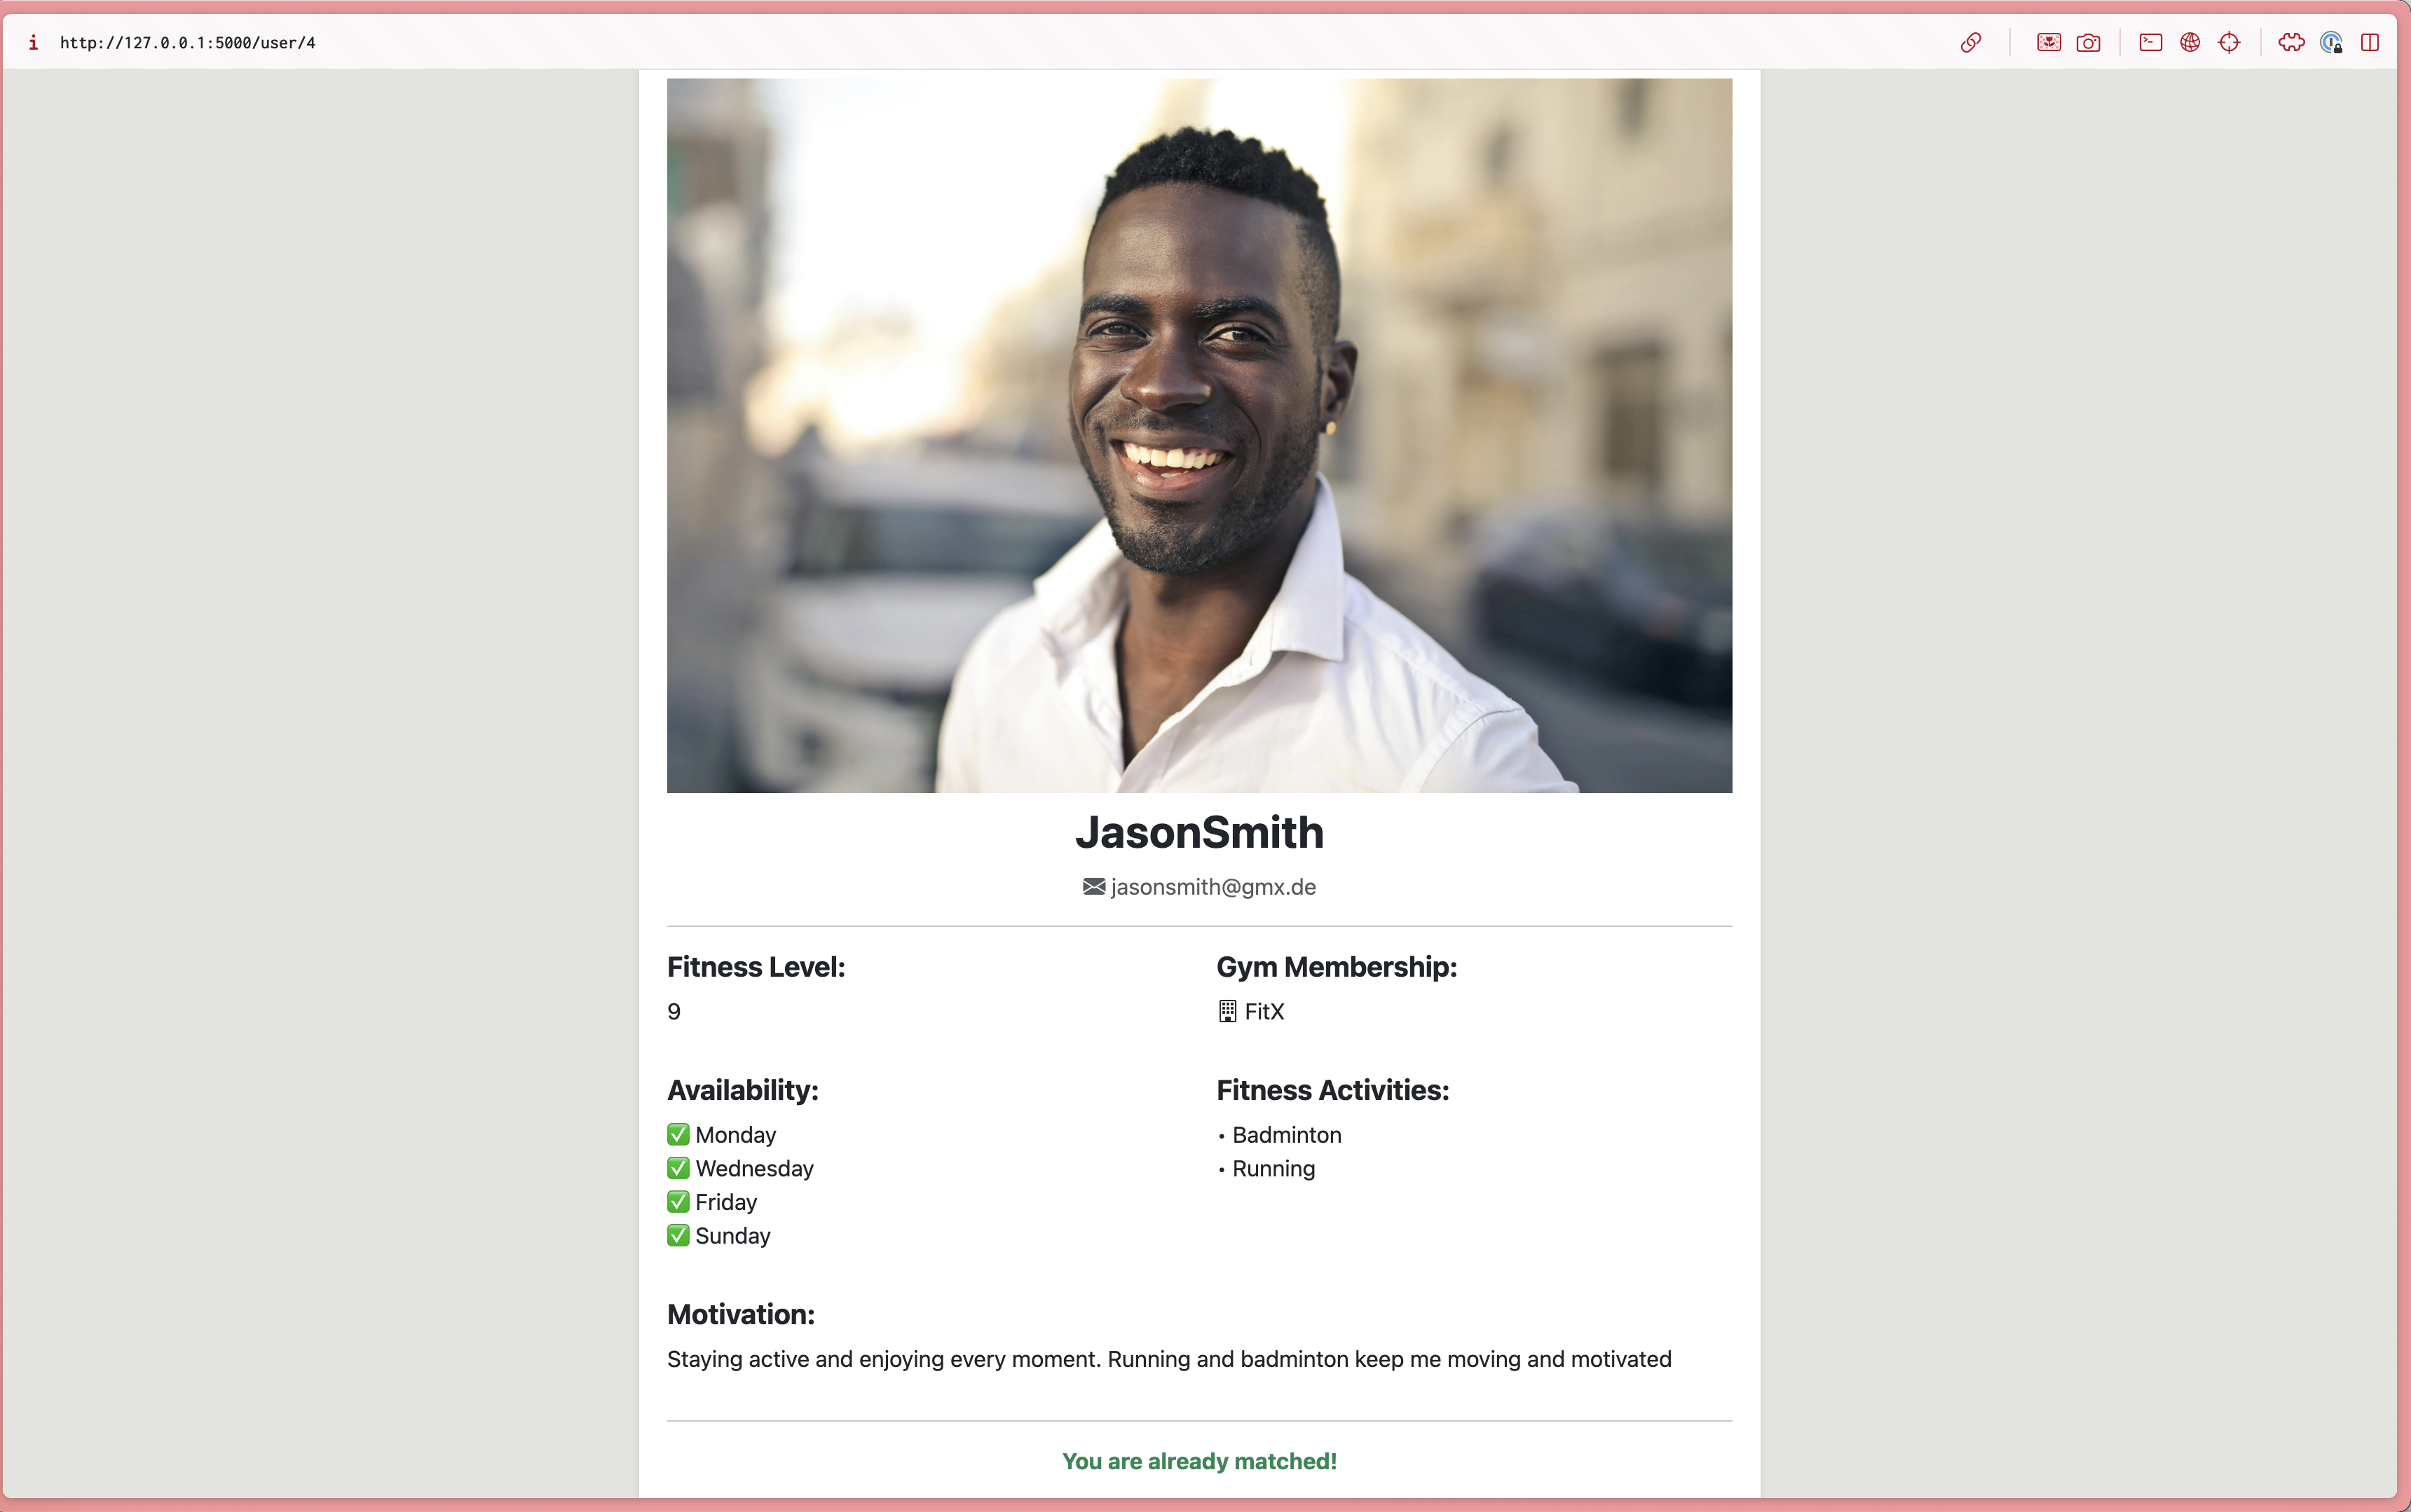 i http://127.0.0.1:5000/user/4
JasonSmith
jasonsmith@gmx.de
Fitness Level:
9
Gym Membership:
FitX
Availability:
✅ Monday
✅ Wednesday
✅ Friday
✅ Sunday
Fitness Activities:
• Badminton
• Running
Motivation:
Staying active and enjoying every moment. Running and badminton keep me moving and motivated
You are already matched!